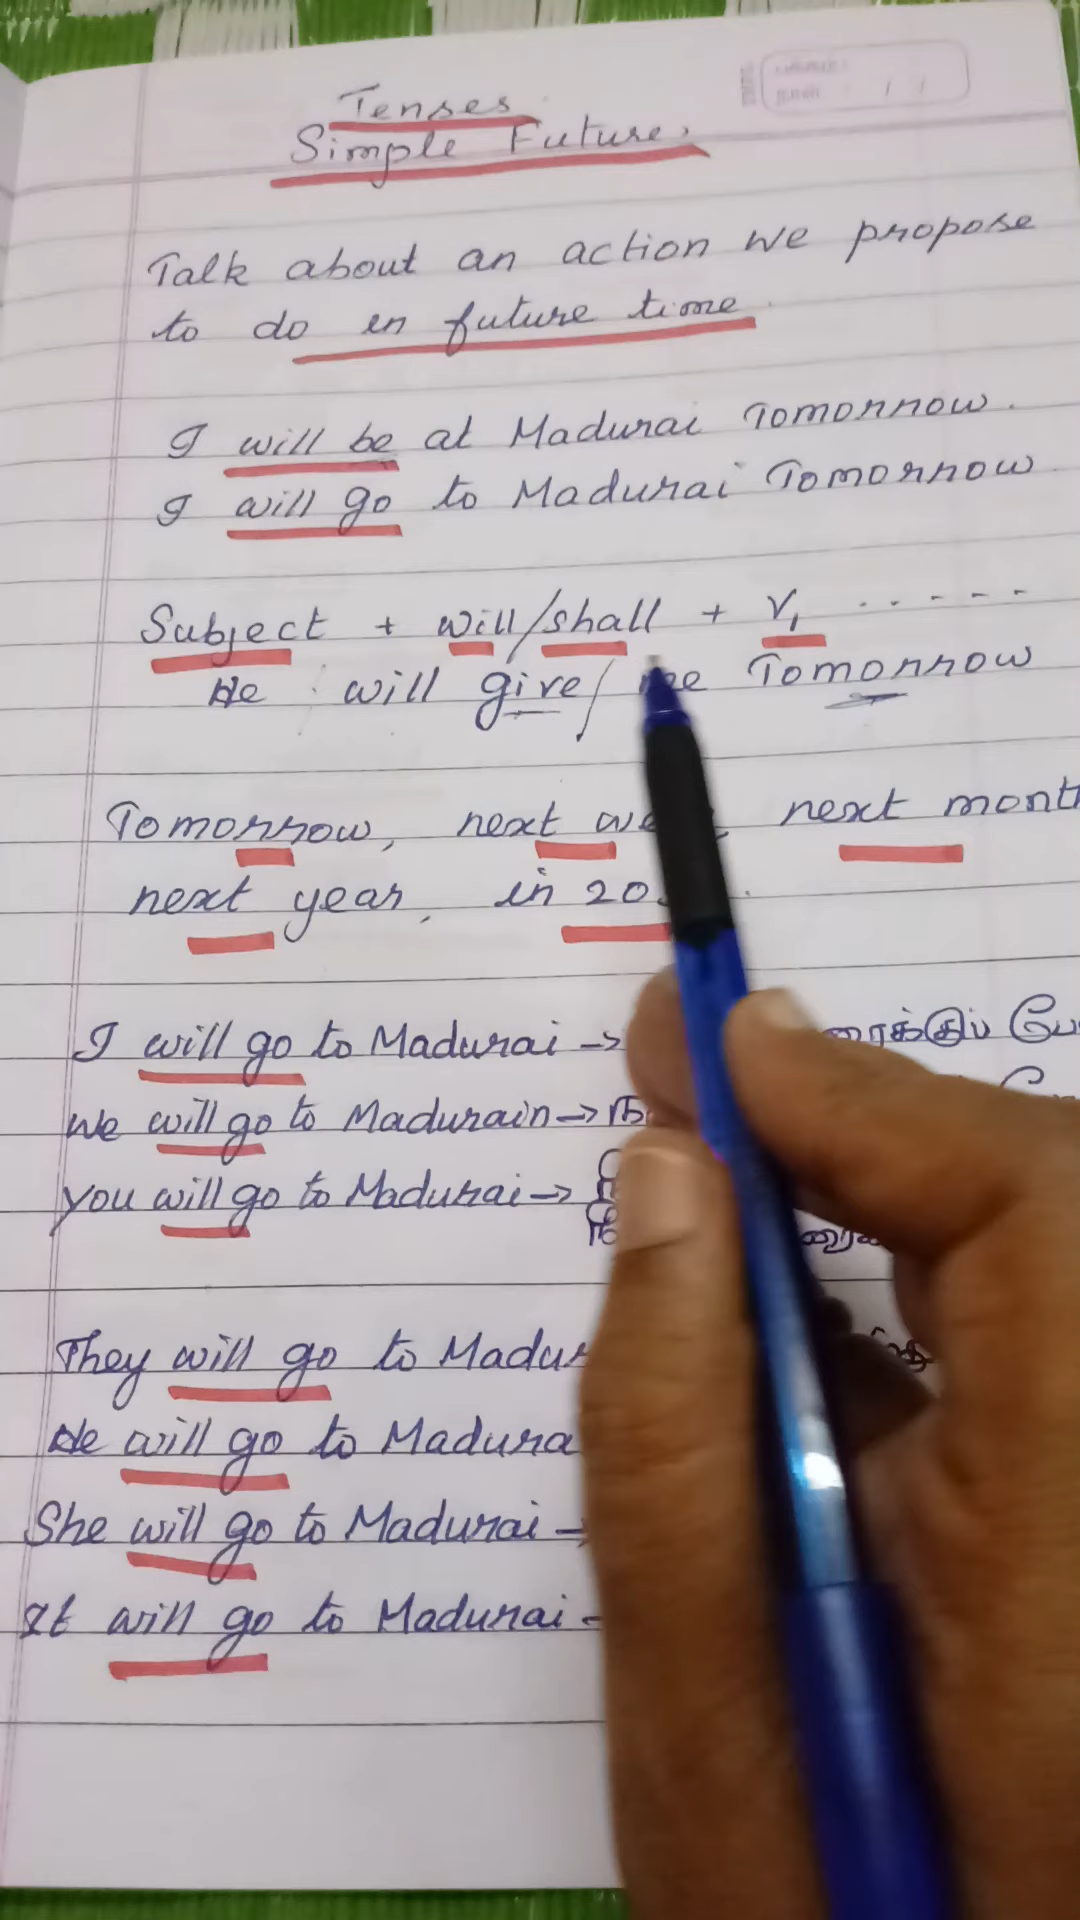 Tenses
Simple Future.
Talk about an action we propose
to do in future time.
I will be at Madurai Tomorrow.
I will go to Madurai Tomorrow
Subject + will/shall + V1 ......
He will give / me Tomorrow
Tomorrow, next next month
next year, in
I will go to Madurai →
We will go to Madurain →
you will go to Madurai →
They will go to
He will go to
She will go to Madurai -
It will go to Madurai -